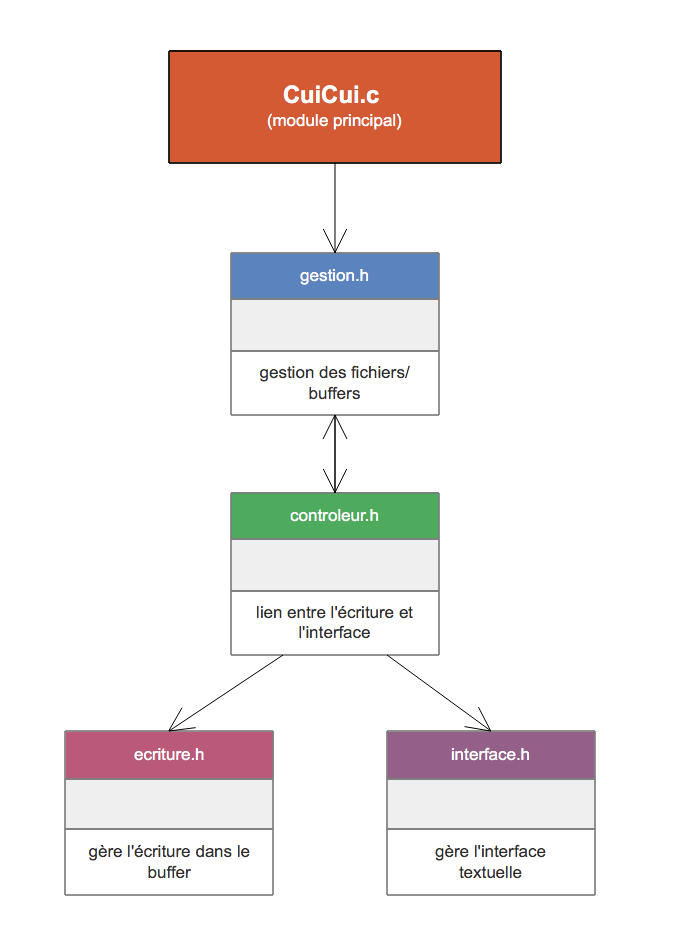 CuiCui.c
(module principal)
gestion.h
gestion des fichiers/
buffers
controleur.h
lien entre l'écriture et
l'interface
ecriture.h
gère l'écriture dans le
buffer
interface.h
gère l'interface
textuelle